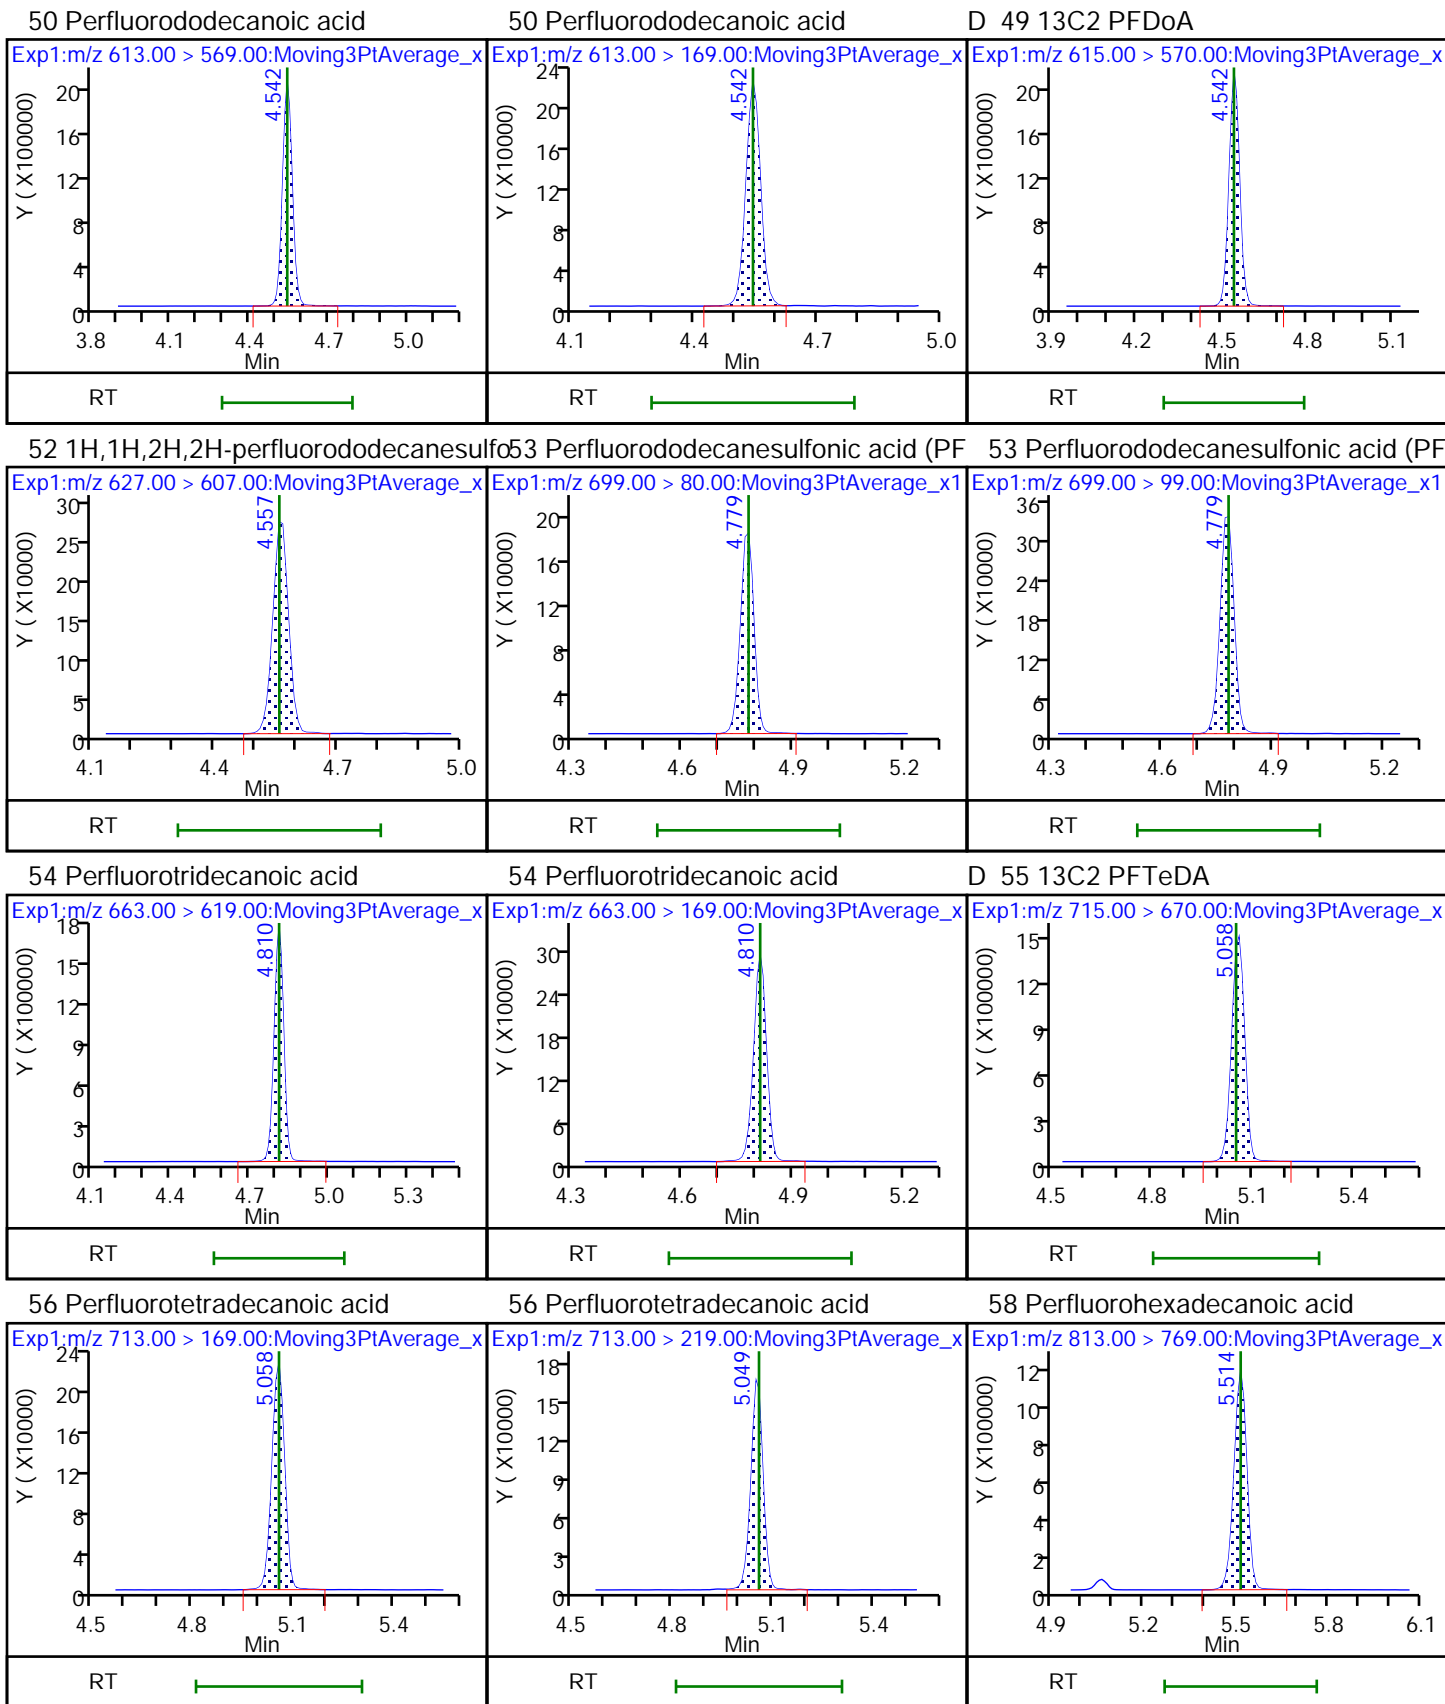 50 Perfluorododecanoic acid
Exp1:m/z 613.00 > 569.00:Moving3PtAverage_x
4.542
Y ( X100000)
20
16
12
8
4
0
3.8 4.1 4.4 4.7 5.0
Min
RT
50 Perfluorododecanoic acid
Exp1:m/z 613.00 > 169.00:Moving3PtAverage_x
4.542
Y ( X10000)
24
20
16
12
8
4
0
4.1 4.4 4.7 5.0
Min
RT
D 49 13C2 PFDoA
Exp1:m/z 615.00 > 570.00:Moving3PtAverage_x
4.542
Y ( X100000)
20
16
12
8
4
0
3.9 4.2 4.5 4.8 5.1
Min
RT
52 1H,1H,2H,2H-perfluorododecanesulfo
Exp1:m/z 627.00 > 607.00:Moving3PtAverage_x
4.557
Y ( X10000)
30
25
20
15
10
5
0
4.1 4.4 4.7 5.0
Min
RT
53 Perfluorododecanesulfonic acid (PF
Exp1:m/z 699.00 > 80.00:Moving3PtAverage_x1
4.779
Y ( X10000)
20
16
12
8
4
0
4.3 4.6 4.9 5.2
Min
RT
53 Perfluorododecanesulfonic acid (PF
Exp1:m/z 699.00 > 99.00:Moving3PtAverage_x1
4.779
Y ( X10000)
36
30
24
18
12
6
0
4.3 4.6 4.9 5.2
Min
RT
54 Perfluorotridecanoic acid
Exp1:m/z 663.00 > 619.00:Moving3PtAverage_x
4.810
Y ( X100000)
18
15
12
9
6
3
0
4.1 4.4 4.7 5.0 5.3
Min
RT
54 Perfluorotridecanoic acid
Exp1:m/z 663.00 > 169.00:Moving3PtAverage_x
4.810
Y ( X10000)
30
24
18
12
6
0
4.3 4.6 4.9 5.2
Min
RT
D 55 13C2 PFTeDA
Exp1:m/z 715.00 > 670.00:Moving3PtAverage_x
5.058
Y ( X100000)
15
12
9
6
3
0
4.5 4.8 5.1 5.4
Min
RT
56 Perfluorotetradecanoic acid
Exp1:m/z 713.00 > 169.00:Moving3PtAverage_x
5.058
Y ( X10000)
24
20
16
12
8
4
0
4.5 4.8 5.1 5.4
Min
RT
56 Perfluorotetradecanoic acid
Exp1:m/z 713.00 > 219.00:Moving3PtAverage_x
5.049
Y ( X10000)
18
15
12
9
6
3
0
4.5 4.8 5.1 5.4
Min
RT
58 Perfluorohexadecanoic acid
Exp1:m/z 813.00 > 769.00:Moving3PtAverage_x
5.514
Y ( X100000)
12
10
8
6
4
2
0
4.9 5.2 5.5 5.8 6.1
Min
RT